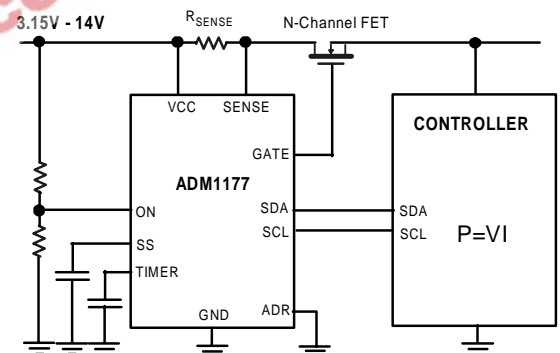 3.15V - 14V
RSENSE
N-Channel FET
VCC
SENSE
CONTROLLER
GATE
ADM1177
SDA
SDA
ON
SCL
SCL
P=VI
SS
TIMER
GND
ADR